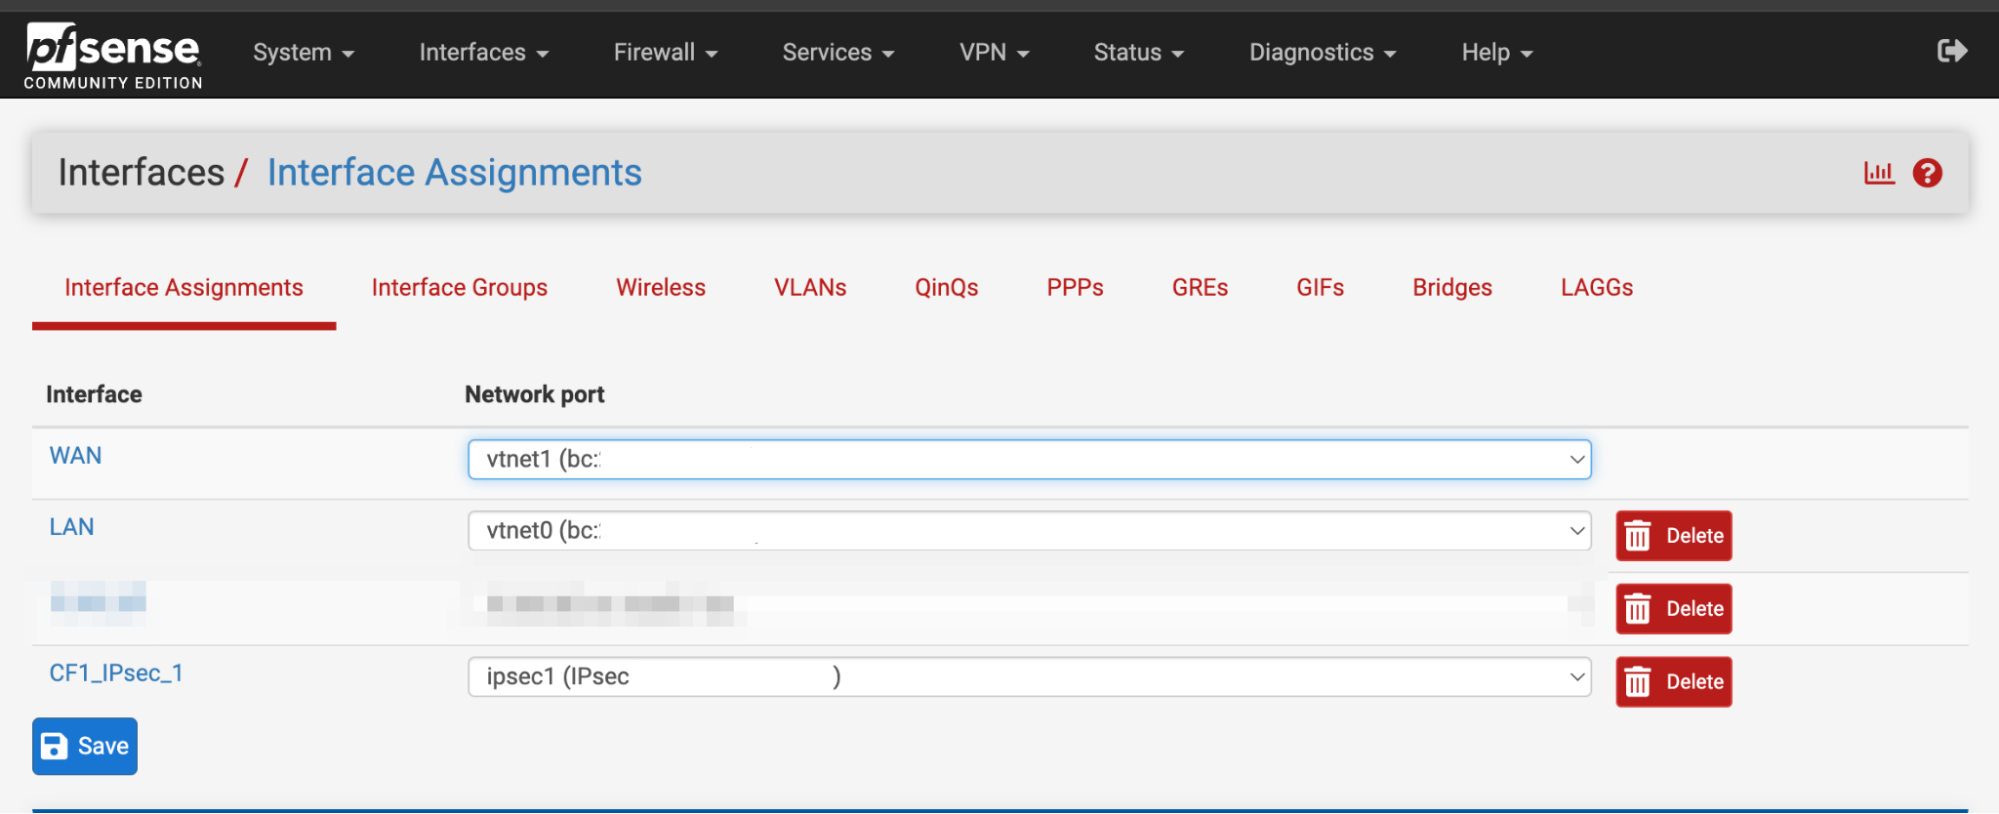 pfsense
COMMUNITY EDITION
System Interfaces Firewall Services VPN Status Diagnostics Help
Interfaces / Interface Assignments
Interface Assignments Interface Groups Wireless VLANs QinQs PPPs GREs GIFs Bridges LAGGs
Interface Network port
WAN vtnet1 (bc:
LAN vtnet0 (bc: Delete
Delete
CF1_IPsec_1 ipsec1 (IPsec ) Delete
Save